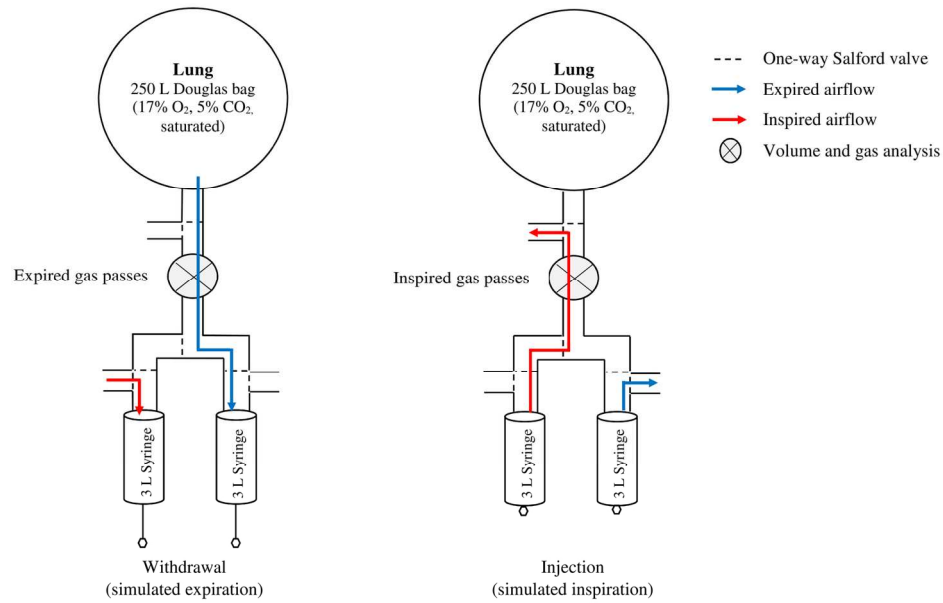 Lung
250 L Douglas bag
(17% O₂, 5% CO₂,
saturated)
Expired gas passes
3 L Syringe
3 L Syringe
Withdrawal
(simulated expiration)
Lung
250 L Douglas bag
(17% O₂, 5% CO₂,
saturated)
Inspired gas passes
3 L Syringe
3 L Syringe
Injection
(simulated inspiration)
One-way Salford valve
Expired airflow
Inspired airflow
Volume and gas analysis